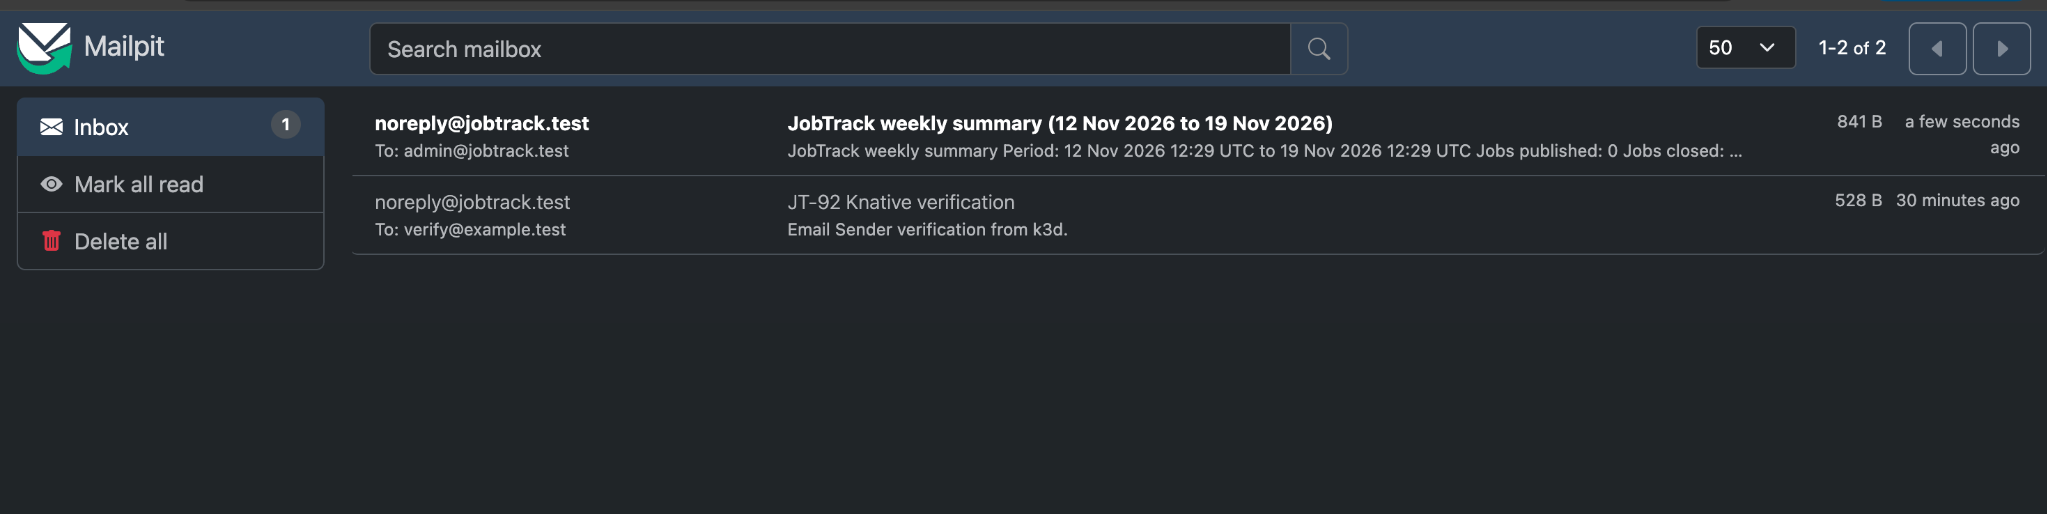 Mailpit
Search mailbox
50
1-2 of 2
Inbox
1
Mark all read
Delete all
noreply@jobtrack.test
To: admin@jobtrack.test
JobTrack weekly summary (12 Nov 2026 to 19 Nov 2026)
JobTrack weekly summary Period: 12 Nov 2026 12:29 UTC to 19 Nov 2026 12:29 UTC Jobs published: 0 Jobs closed: ...
841 B
a few seconds
ago
noreply@jobtrack.test
To: verify@example.test
JT-92 Knative verification
Email Sender verification from k3d.
528 B
30 minutes ago